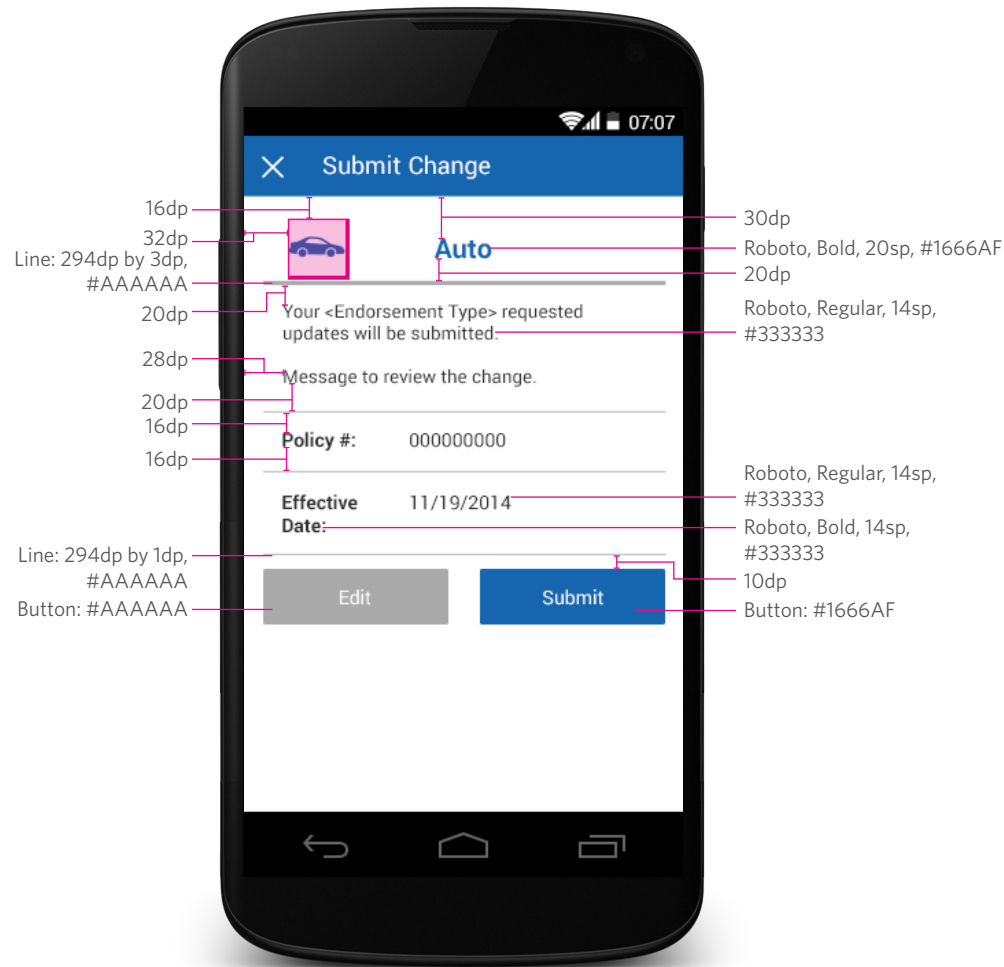 07:07
Submit Change
16dp
30dp
32dp
Auto
Roboto, Bold, 20sp, #1666AF
Line: 294dp by 3dp,
#AAAAAA
20dp
20dp
Your <Endorsement Type> requested
updates will be submitted.
Roboto, Regular, 14sp,
#333333
28dp
Message to review the change.
20dp
16dp
Policy #: 000000000
16dp
Effective
Date:
11/19/2014
Roboto, Regular, 14sp,
#333333
Roboto, Bold, 14sp,
#333333
Line: 294dp by 1dp,
#AAAAAA
10dp
Edit
Submit
Button: #AAAAAA
Button: #1666AF